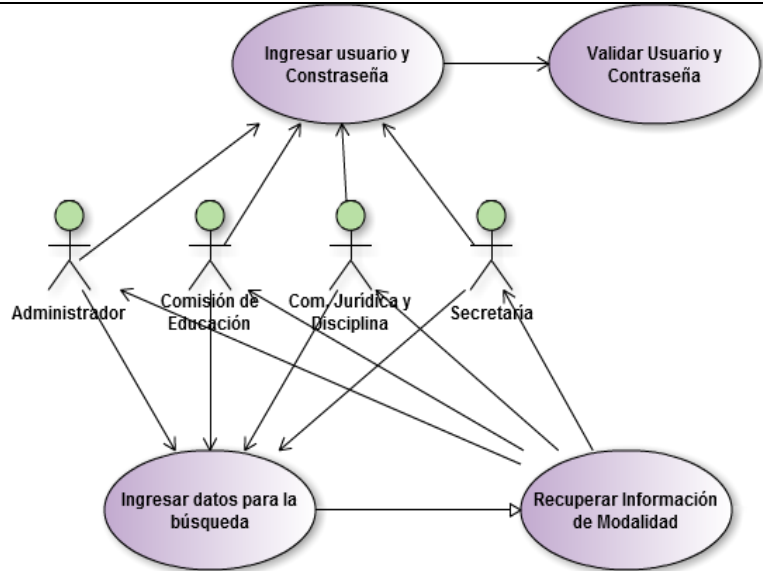 Ingresar usuario y
Constraseña
Validar Usuario y
Contraseña
Administrador
Comisión de
Educación
Com. Jurídica y
Disciplina
Secretaría
Ingresar datos para la
búsqueda
Recuperar Información
de Modalidad